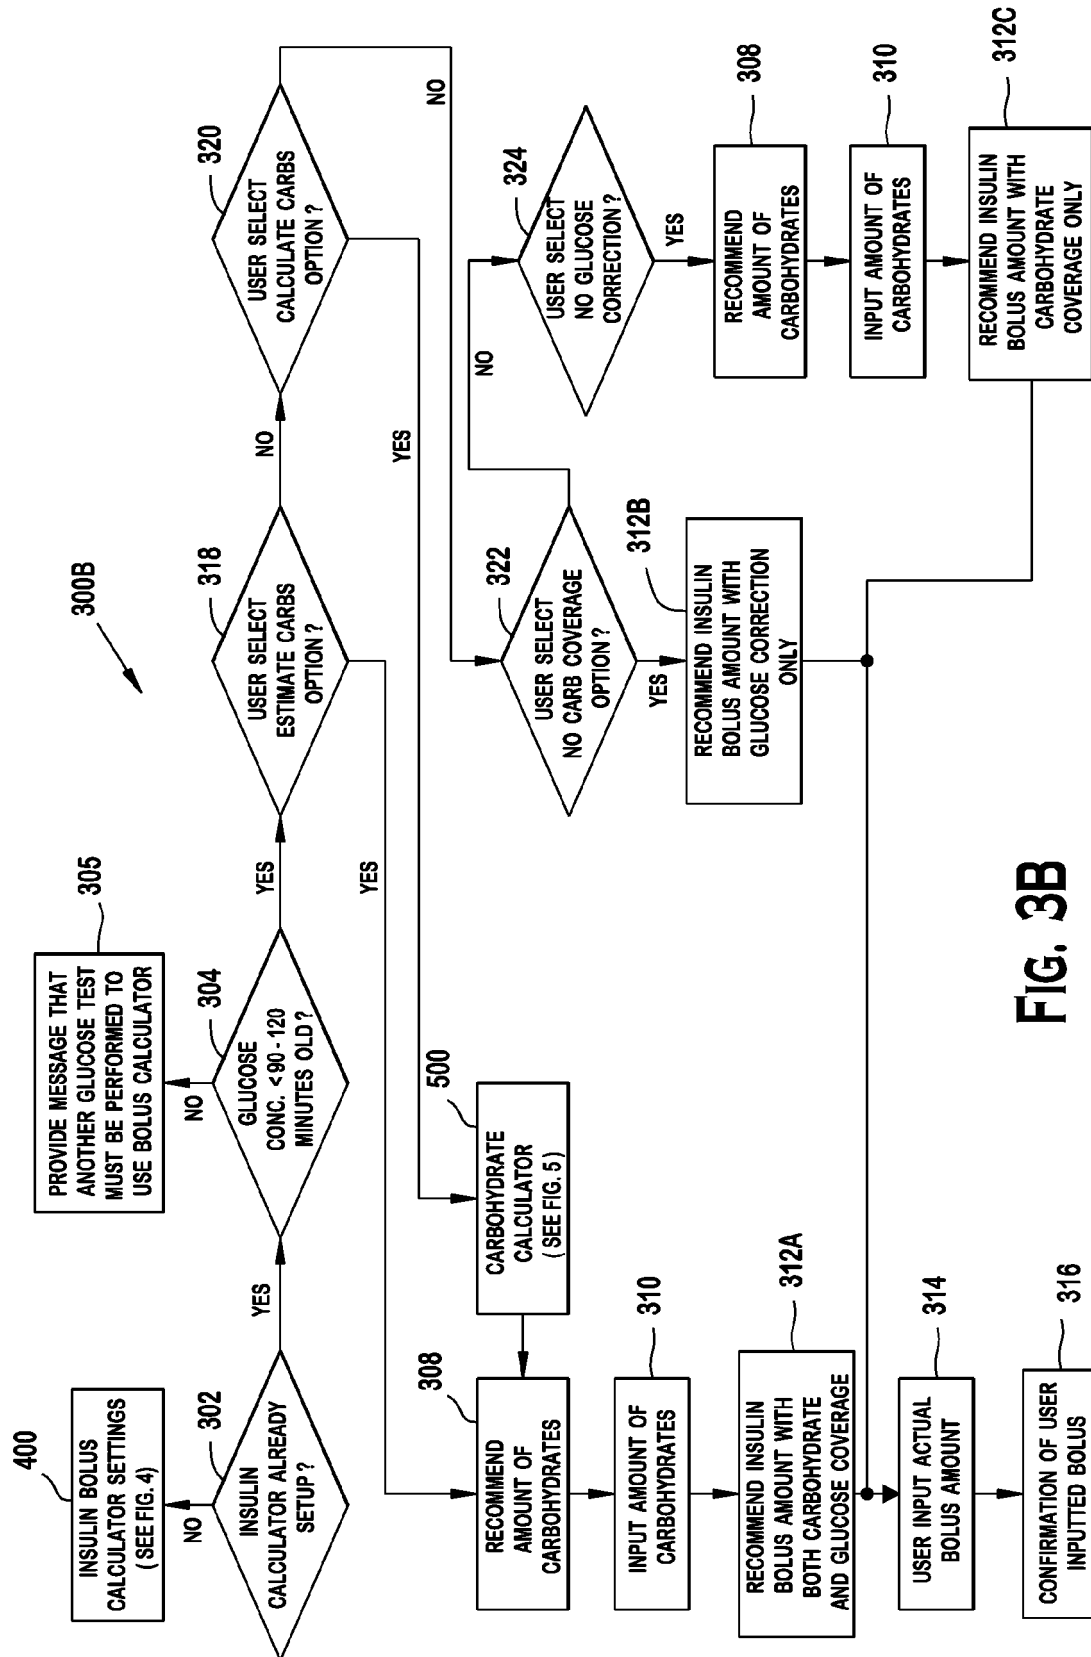 300B
400
INSULIN BOLUS
CALCULATOR SETTINGS
(SEE FIG. 4)
NO
302
INSULIN
CALCULATOR ALREADY
SETUP?
YES
305
PROVIDE MESSAGE THAT
ANOTHER GLUCOSE TEST
MUST BE PERFORMED TO
USE BOLUS CALCULATOR
NO
304
GLUCOSE
CONC. < 90 - 120
MINUTES OLD?
YES
318
USER SELECT
ESTIMATE CARBS
OPTION?
NO
YES
320
USER SELECT
CALCULATE CARBS
OPTION?
YES
NO
500
CARBOHYDRATE
CALCULATOR
(SEE FIG. 5)
308
RECOMMEND
AMOUNT OF
CARBOHYDRATES
310
INPUT AMOUNT OF
CARBOHYDRATES
312A
RECOMMEND INSULIN
BOLUS AMOUNT WITH
BOTH CARBOHYDRATE
AND GLUCOSE COVERAGE
314
USER INPUT ACTUAL
BOLUS AMOUNT
316
CONFIRMATION OF USER
INPUTTED BOLUS
322
USER SELECT
NO CARB COVERAGE
OPTION?
NO
YES
312B
RECOMMEND INSULIN
BOLUS AMOUNT WITH
GLUCOSE CORRECTION
ONLY
324
USER SELECT
NO GLUCOSE
CORRECTION?
YES
308
RECOMMEND
AMOUNT OF
CARBOHYDRATES
310
INPUT AMOUNT OF
CARBOHYDRATES
312C
RECOMMEND INSULIN
BOLUS AMOUNT WITH
CARBOHYDRATE
COVERAGE ONLY
FIG. 3B